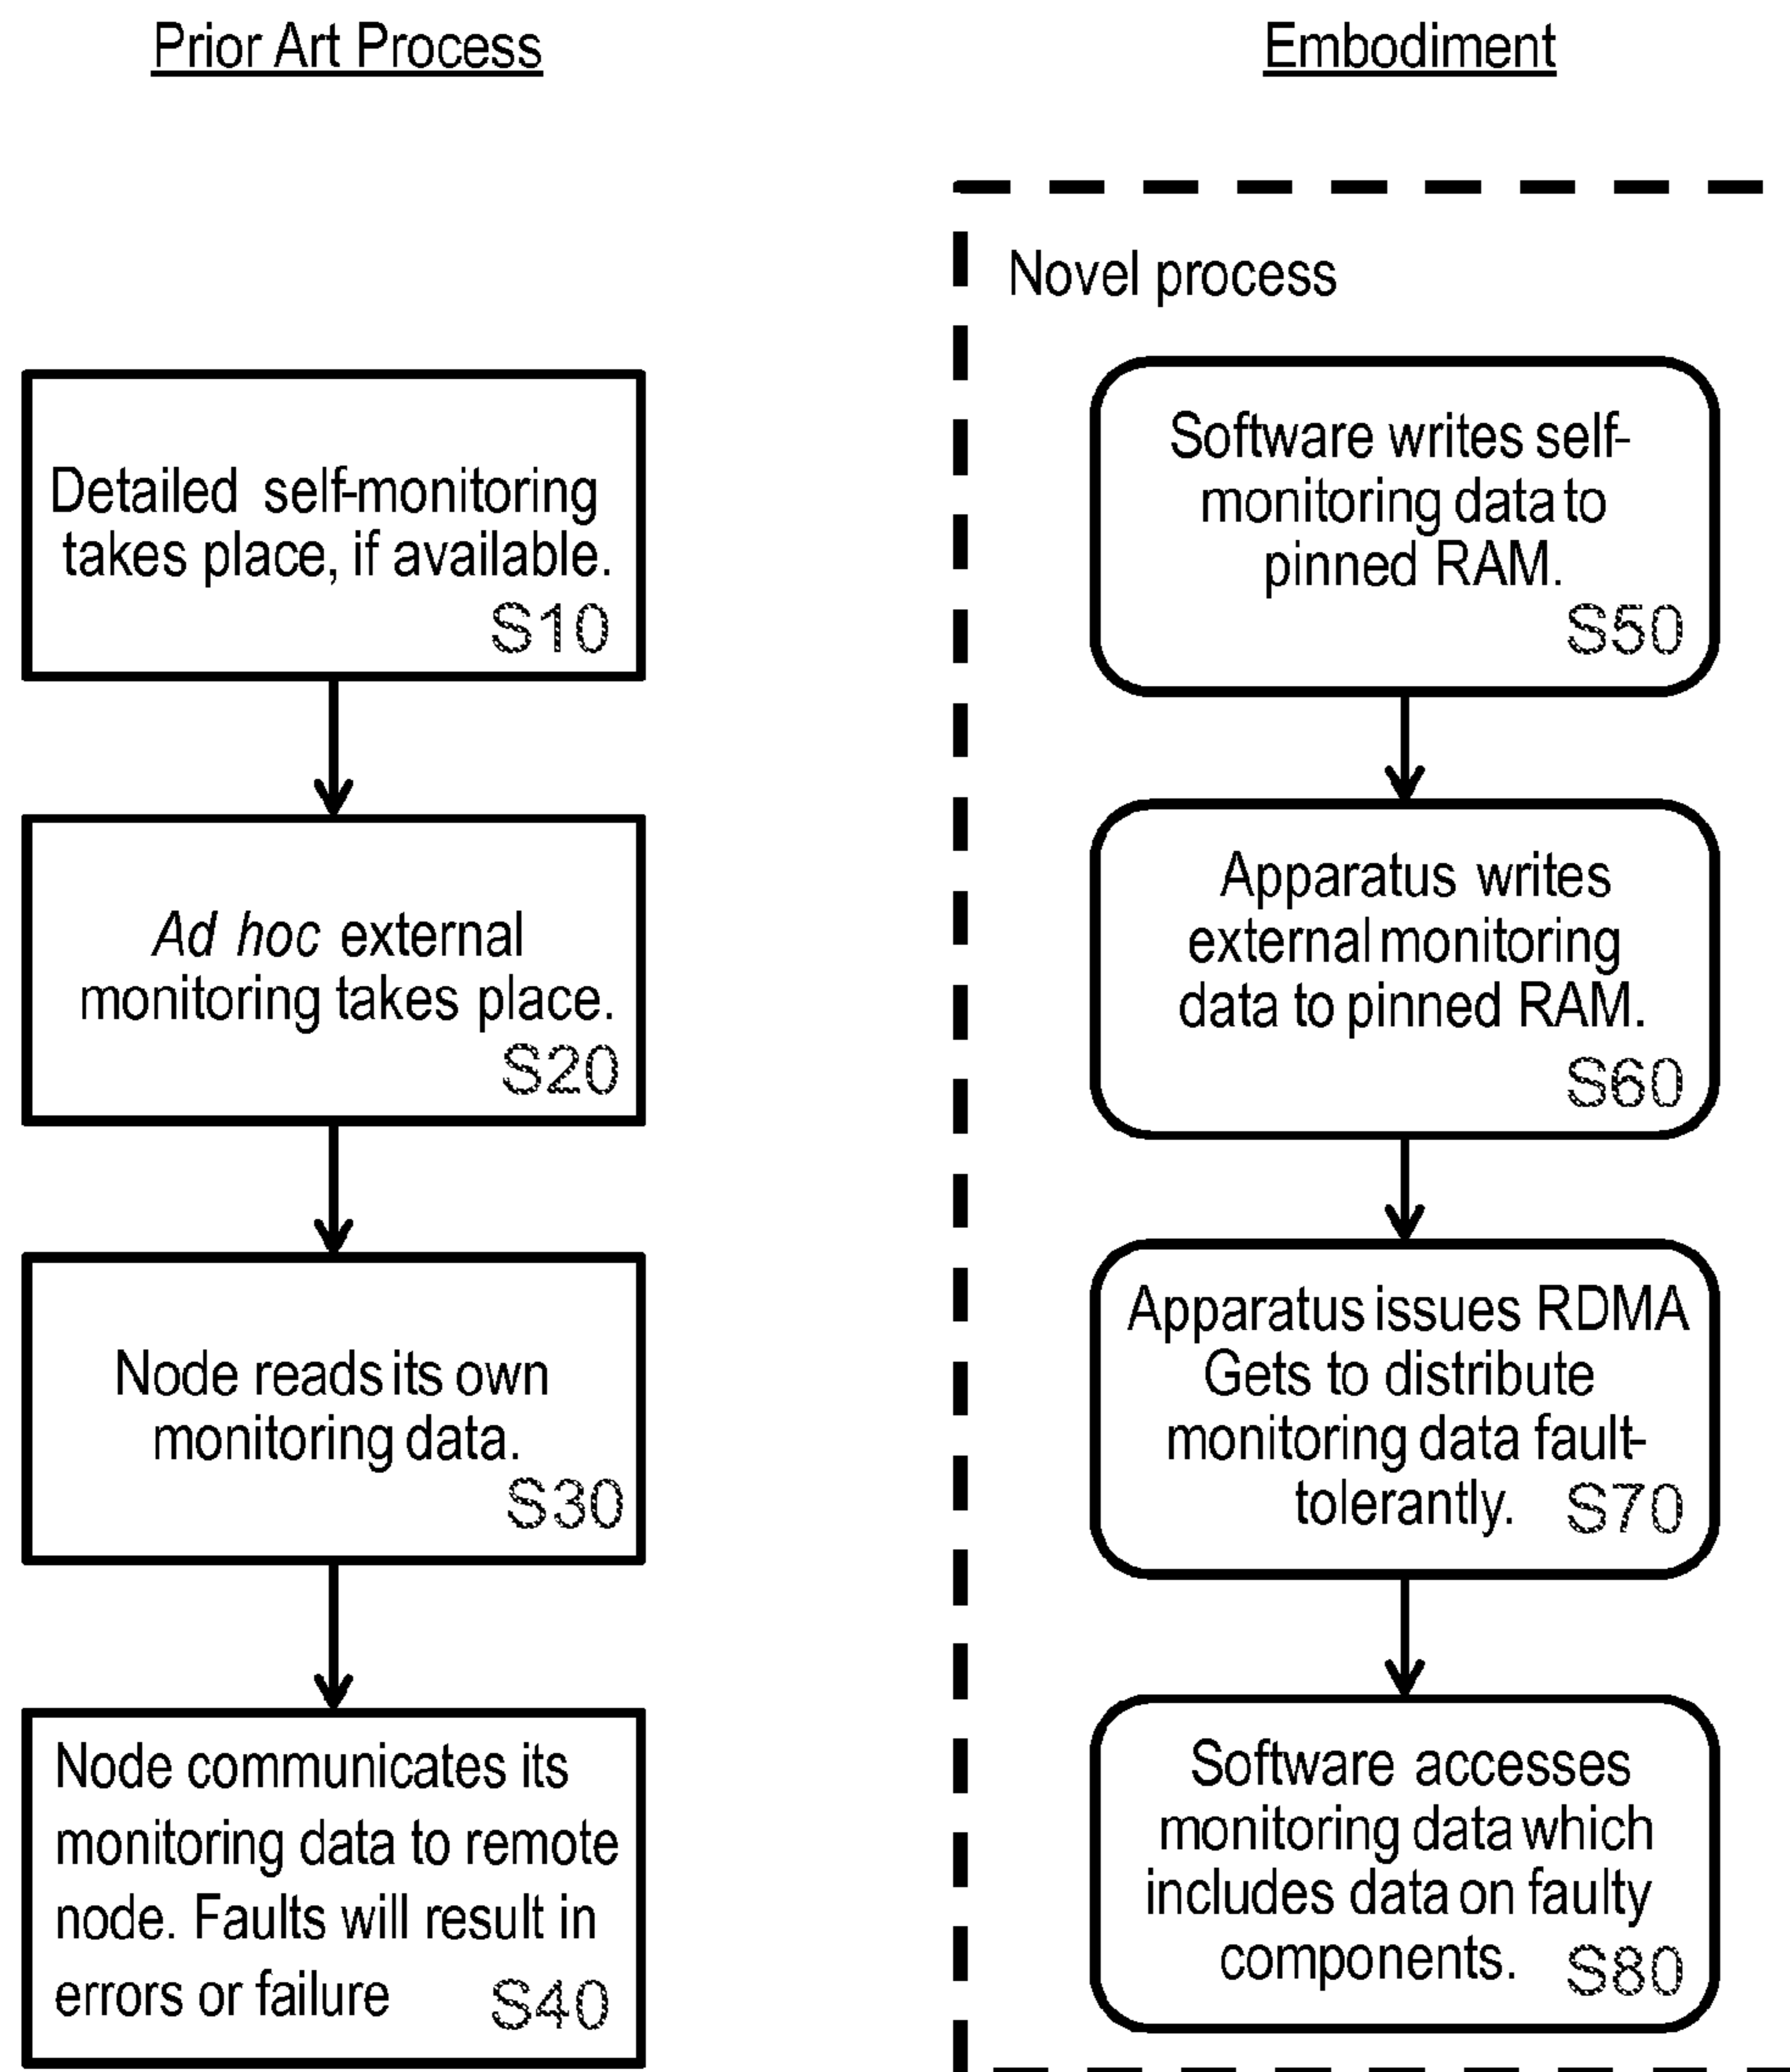 Prior Art Process
Detailed self-monitoring
takes place, if available.
S10
Ad hoc external
monitoring takes place.
S20
Node reads its own
monitoring data.
S30
Node communicates its
monitoring data to remote
node. Faults will result in
errors or failure S40
Embodiment
Novel process
Software writes self-
monitoring data to
pinned RAM.
S50
Apparatus writes
external monitoring
data to pinned RAM.
S60
Apparatus issues RDMA
Gets to distribute
monitoring data fault-
tolerantly. S70
Software accesses
monitoring data which
includes data on faulty
components. S80